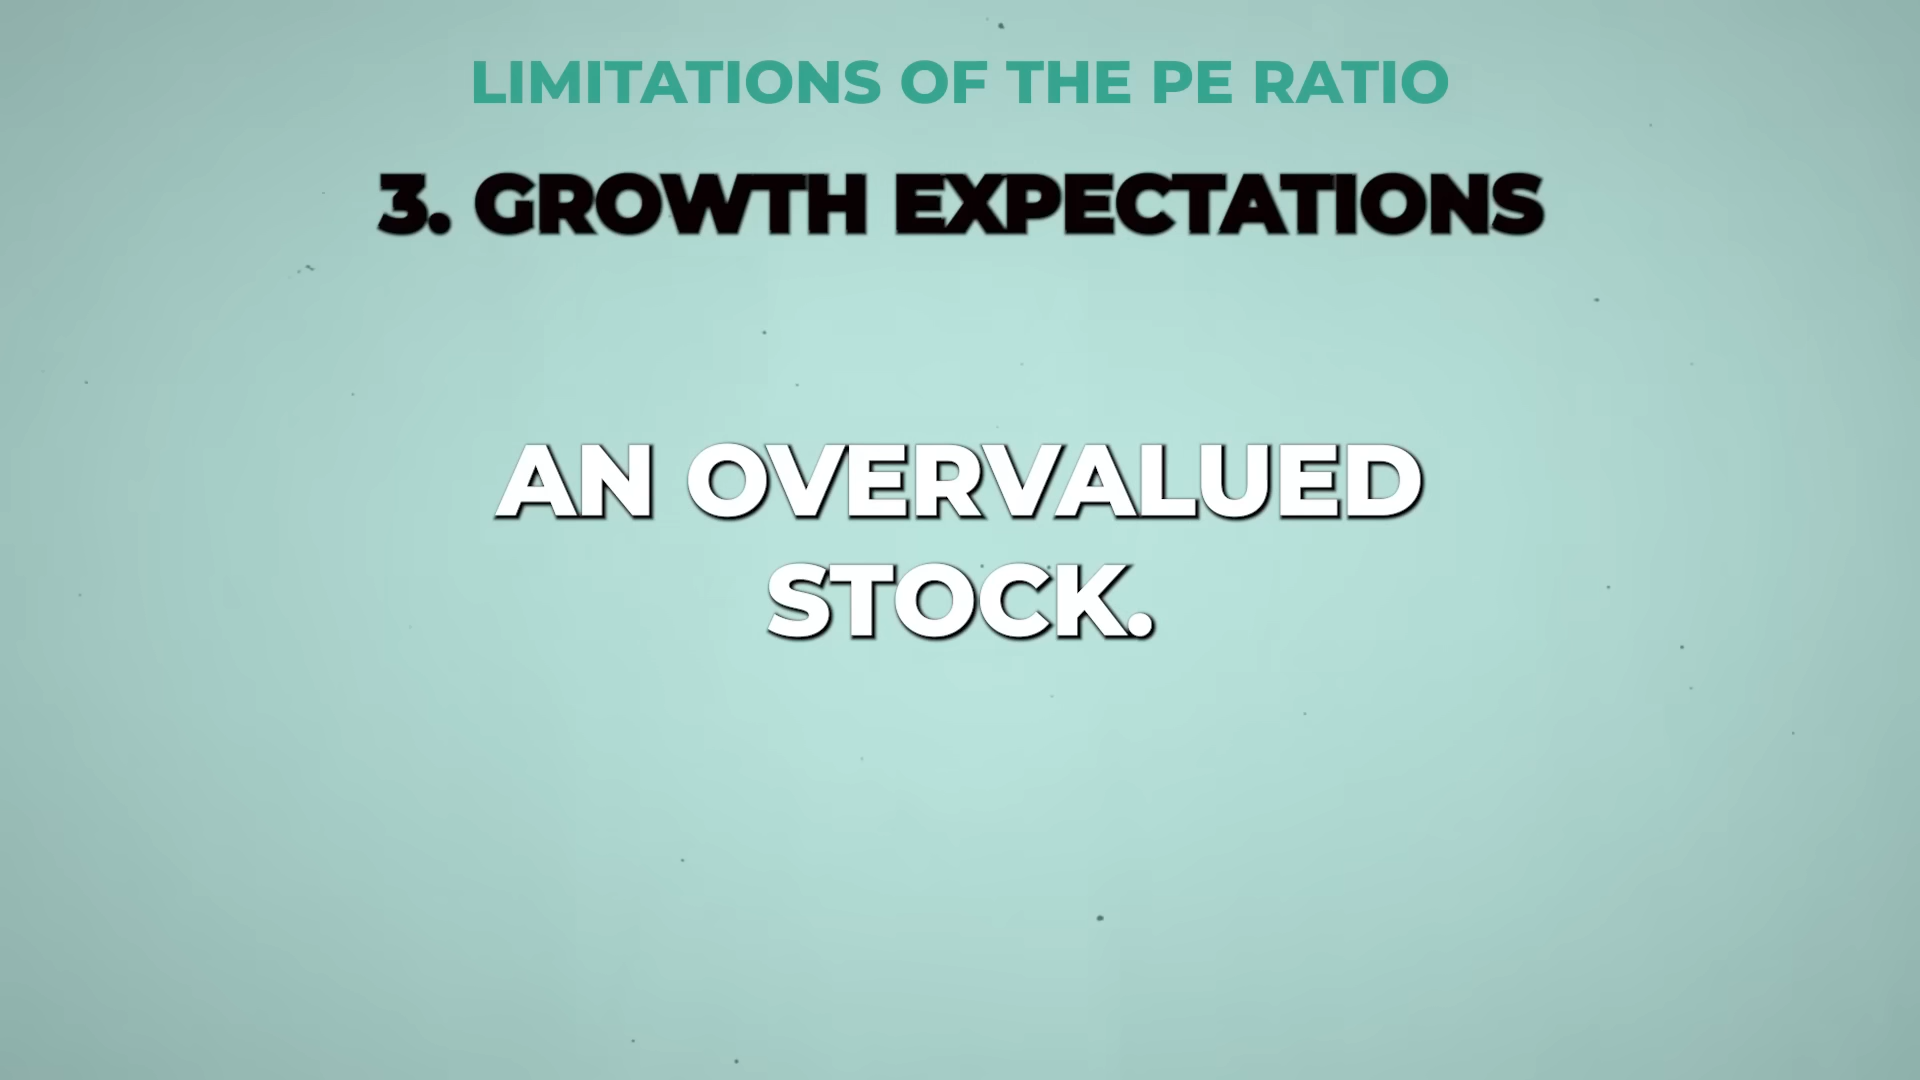 LIMITATIONS OF THE PE RATIO
3. GROWTH EXPECTATIONS
AN OVERVALUED
STOCK.